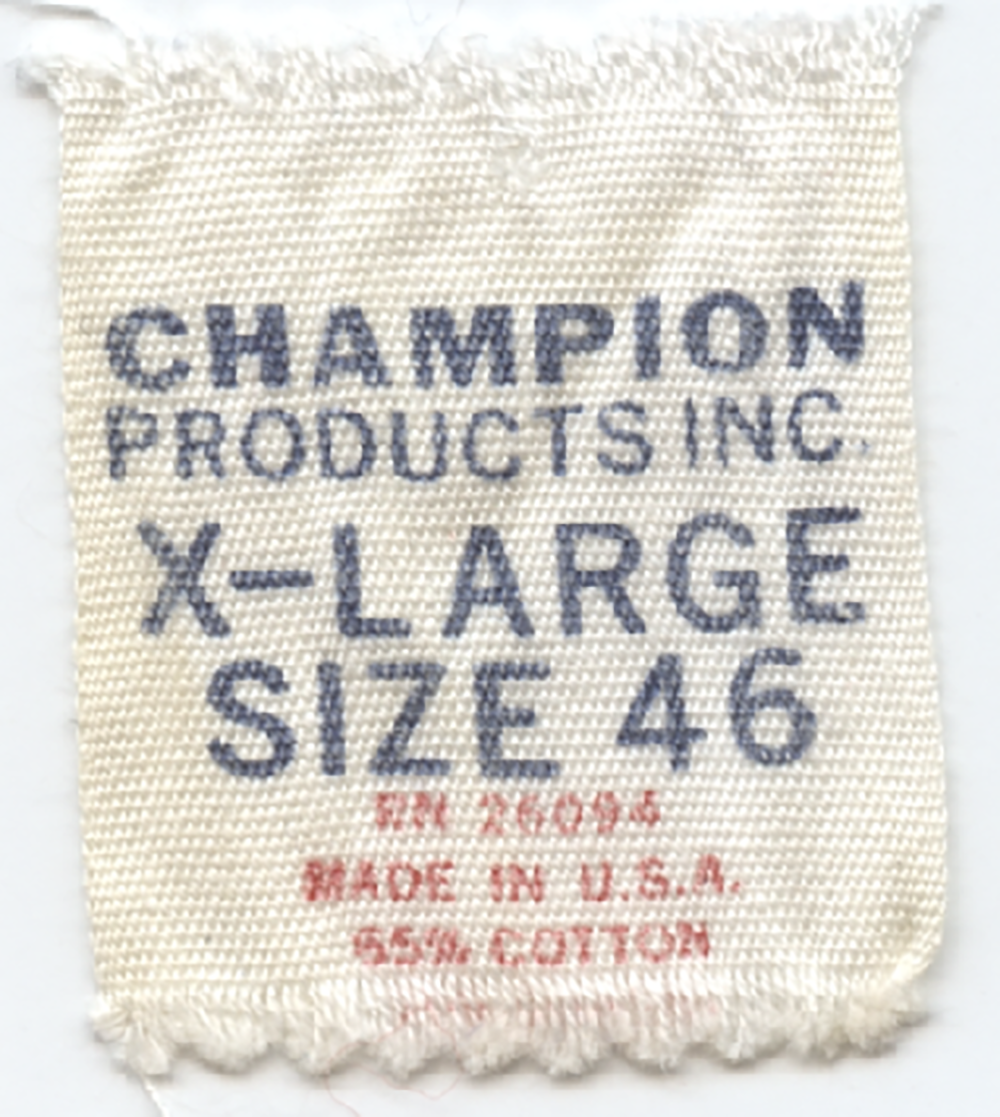 CHAMPION
PRODUCTS INC.
X-LARGE
SIZE 46
RN 26094
MADE IN U.S.A.
65% COTTON